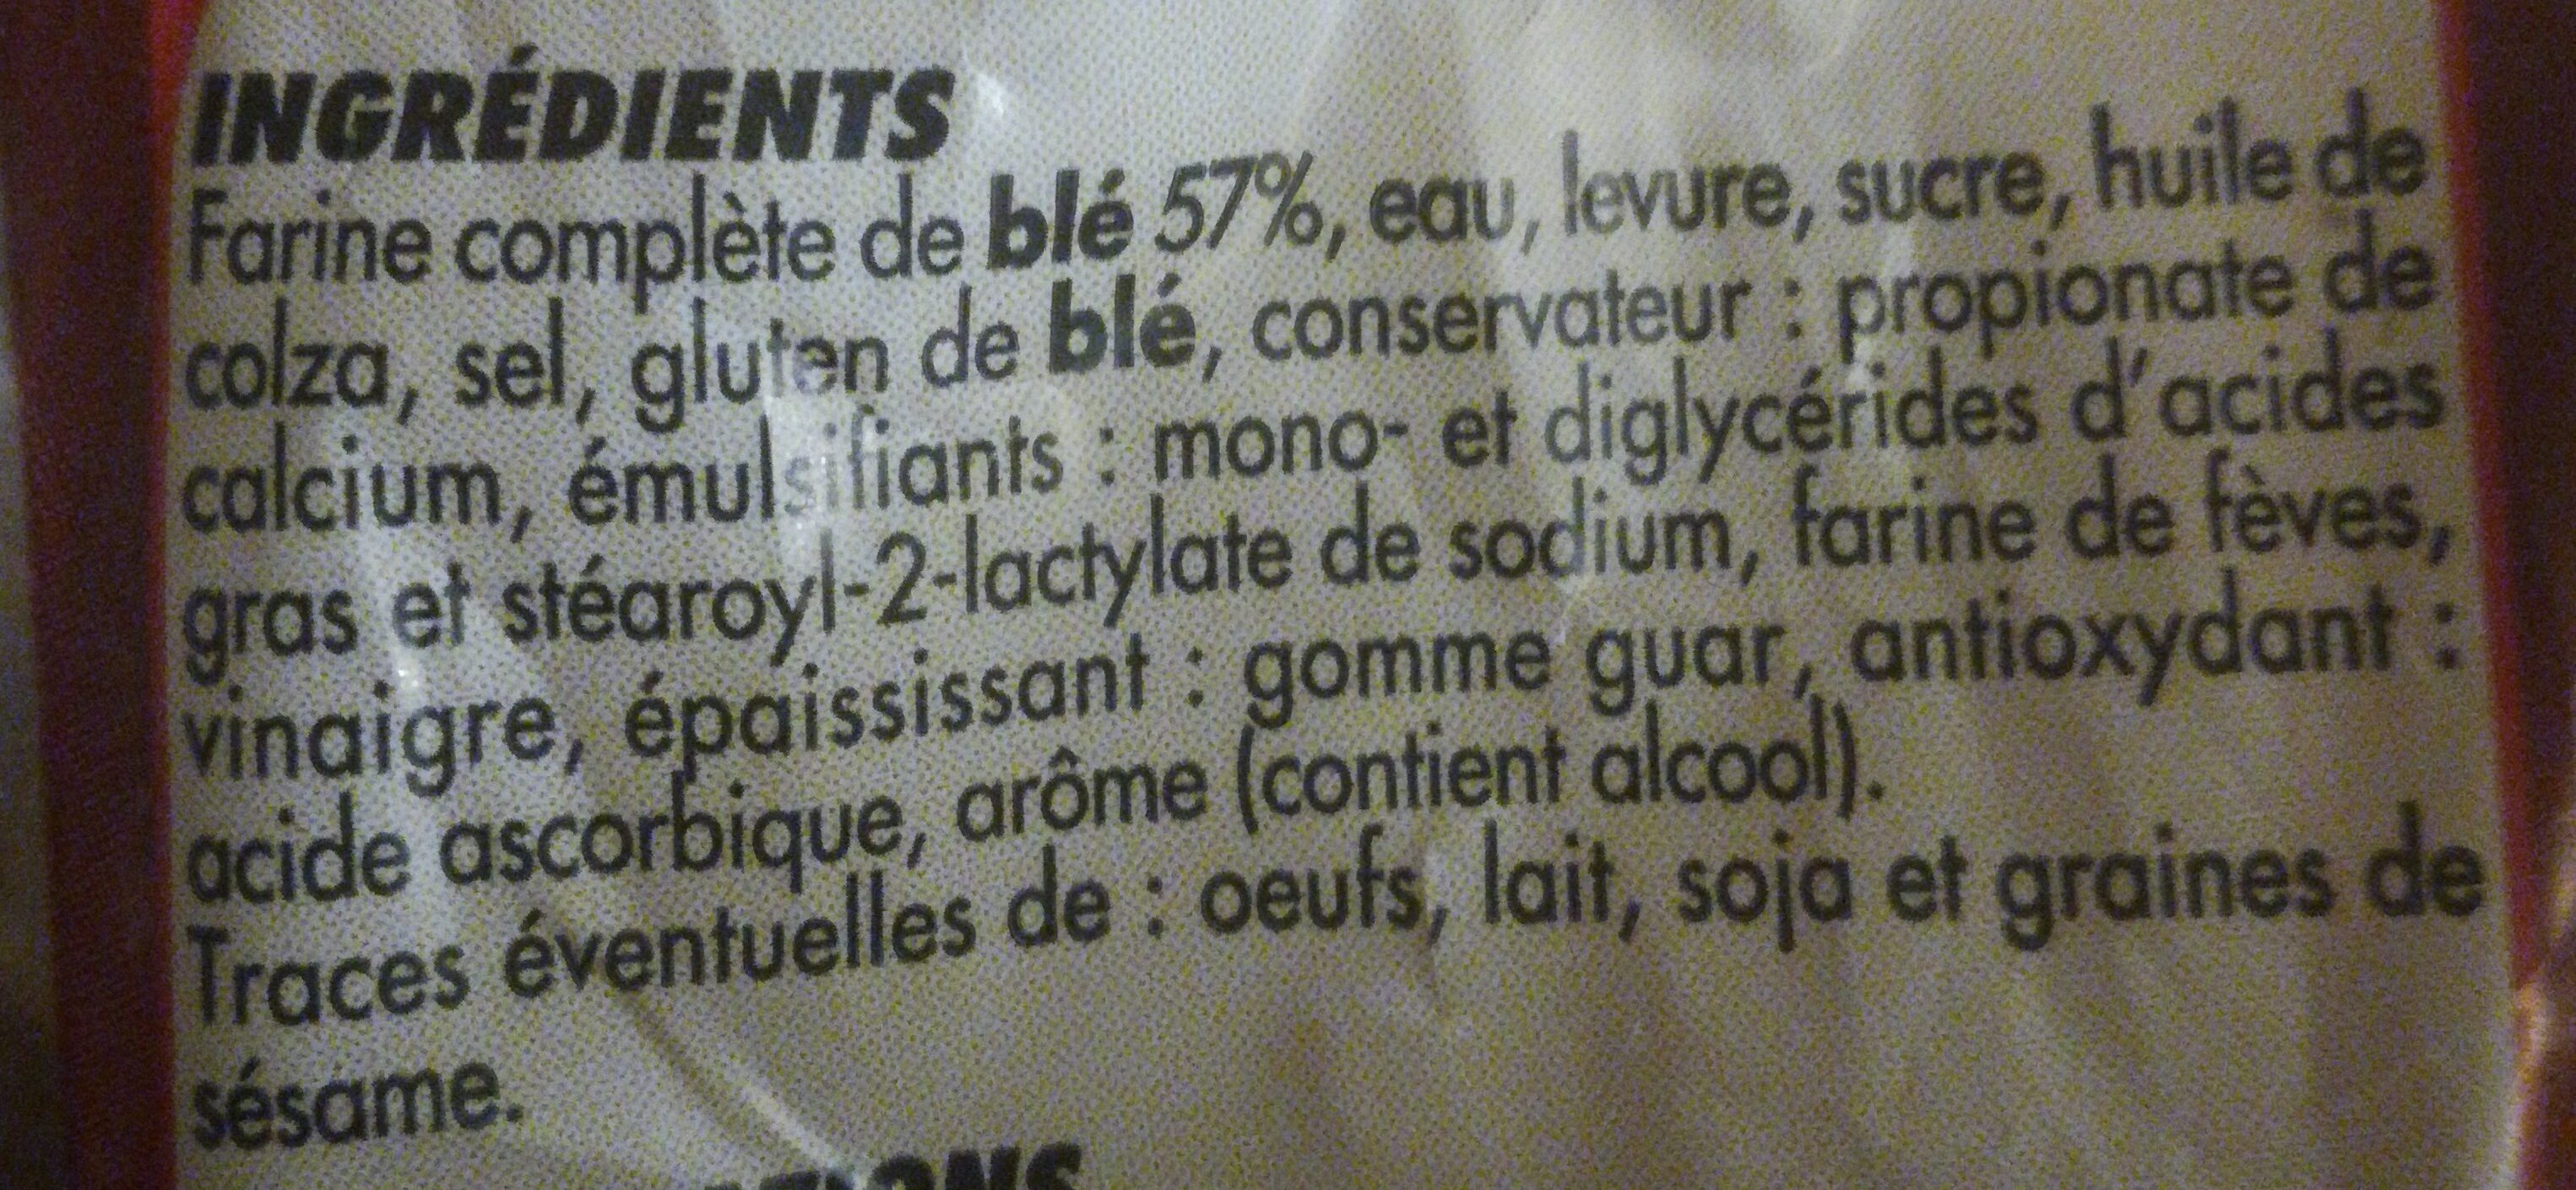 INGRÉDIENTS
Farine complète de blé 57%, eau, levure, sucre, huile de
colza, sel, gluten de blé, conservateur : propionate de
calcium, émulsifiants : mono- et diglycérides d'acides
gras et stéaroyl-2-lactylate de sodium, farine de fèves,
vinaigre, épaississant : gomme guar, antioxydant :
acide ascorbique, arôme (contient alcool).
Traces éventuelles de : oeufs, lait, soja et graines de
sésame.